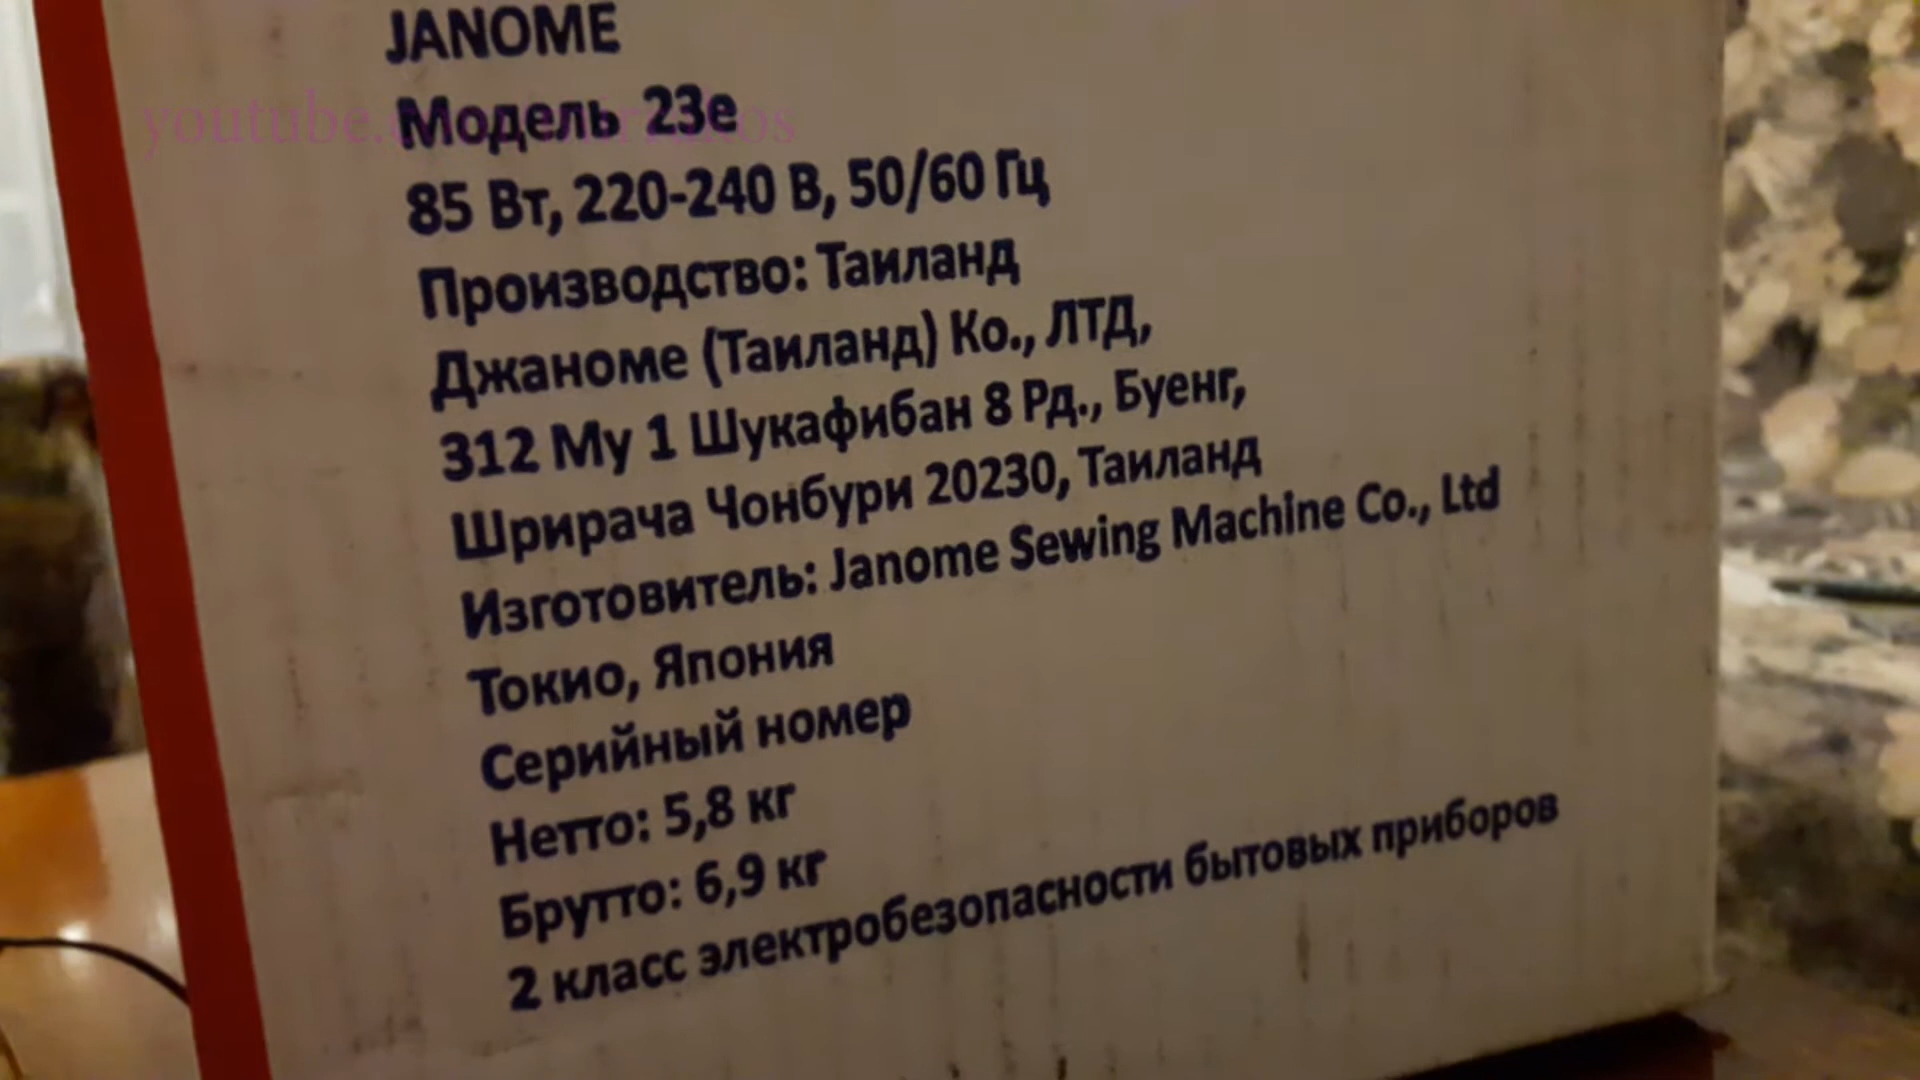 JANOME
Модель 23е
85 Вт, 220-240 В, 50/60 Гц
Производство: Таиланд
Джаноме (Таиланд) Ко., ЛТД,
312 Му 1 Шукафибан 8 Рд., Буенг,
Шрирача Чонбури 20230, Таиланд
Изготовитель: Janome Sewing Machine Co., Ltd
Токио, Япония
Серийный номер
Нетто: 5,8 кг
Брутто: 6,9 кг
2 класс электробезопасности бытовых приборов
youtube.